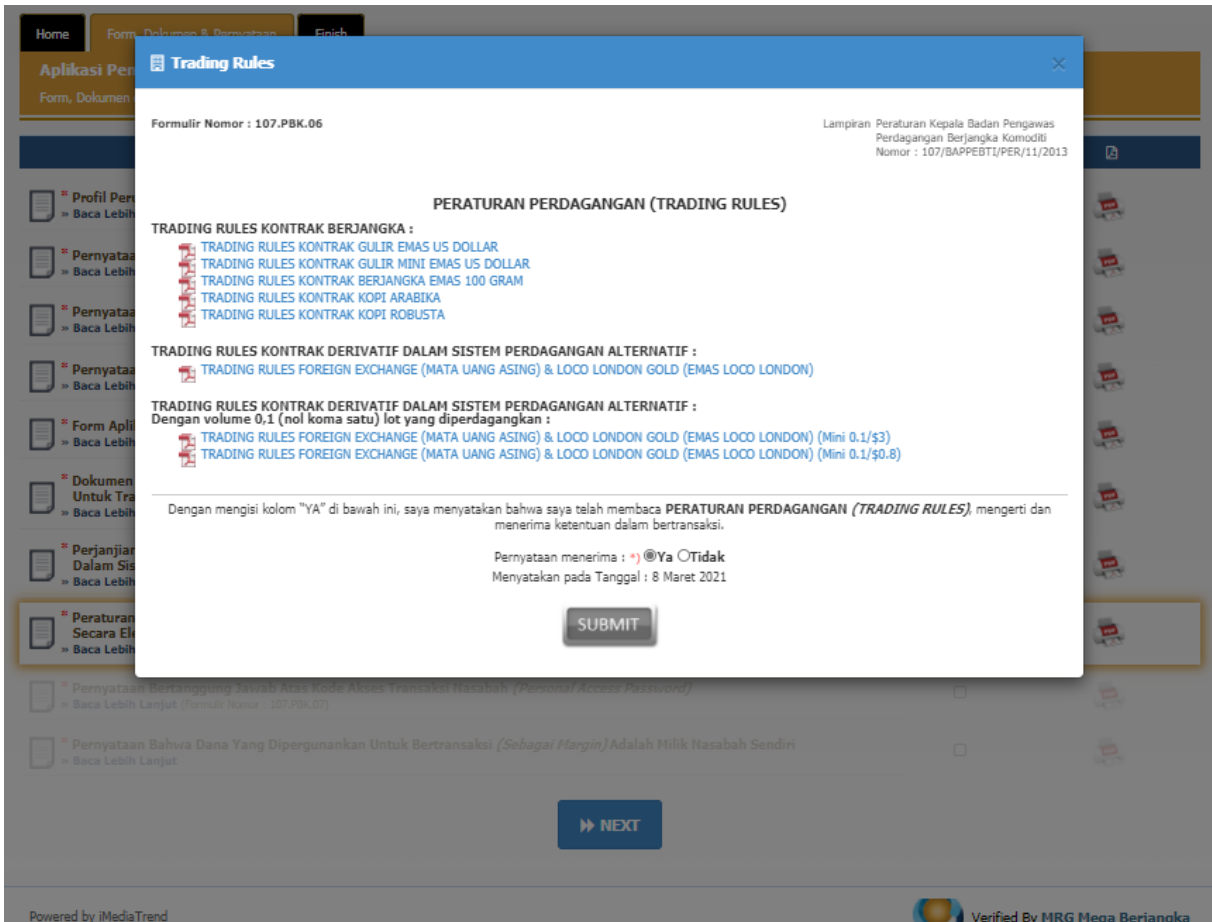 Home
Form, Dokumen & Pernyataan
Finish
Aplikasi Pem
Form, Dokumen
Trading Rules
Formulir Nomor : 107.PBK.06
Lampiran Peraturan Kepala Badan Pengawas
Perdagangan Berjangka Komoditi
Nomor : 107/BAPPEBTI/PER/11/2013
PERATURAN PERDAGANGAN (TRADING RULES)
TRADING RULES KONTRAK BERJANGKA :
TRADING RULES KONTRAK GULIR EMAS US DOLLAR
TRADING RULES KONTRAK GULIR MINI EMAS US DOLLAR
TRADING RULES KONTRAK BERJANGKA EMAS 100 GRAM
TRADING RULES KONTRAK KOPI ARABIKA
TRADING RULES KONTRAK KOPI ROBUSTA
TRADING RULES KONTRAK DERIVATIF DALAM SISTEM PERDAGANGAN ALTERNATIF :
TRADING RULES FOREIGN EXCHANGE (MATA UANG ASING) & LOCO LONDON GOLD (EMAS LOCO LONDON)
TRADING RULES KONTRAK DERIVATIF DALAM SISTEM PERDAGANGAN ALTERNATIF :
Dengan volume 0,1 (nol koma satu) lot yang diperdagangkan :
TRADING RULES FOREIGN EXCHANGE (MATA UANG ASING) & LOCO LONDON GOLD (EMAS LOCO LONDON) (Mini 0.1/$3)
TRADING RULES FOREIGN EXCHANGE (MATA UANG ASING) & LOCO LONDON GOLD (EMAS LOCO LONDON) (Mini 0.1/$0.8)
Dengan mengisi kolom "YA" di bawah ini, saya menyatakan bahwa saya telah membaca PERATURAN PERDAGANGAN (TRADING RULES), mengerti dan
menerima ketentuan dalam bertransaksi.
Pernyataan menerima : *) Ya Tidak
Menyatakan pada Tanggal : 8 Maret 2021
SUBMIT
* Profil Peru
» Baca Lebih
* Pernyataa
» Baca Lebih
* Pernyataa
» Baca Lebih
* Pernyataa
» Baca Lebih
* Form Apli
» Baca Lebih
* Dokumen
Untuk Tra
» Baca Lebih
* Perjanjian
Dalam Sis
» Baca Lebih
* Peraturan
Secara Ele
» Baca Lebih
* Pernyataan Bertanggung Jawab Atas Kode Akses Transaksi Nasabah (Personal Access Password)
» Baca Lebih Lanjut (Formulir Nomor : 107.PBK.07)
* Pernyataan Bahwa Dana Yang Dipergunankan Untuk Bertransaksi (Sebagai Margin) Adalah Milik Nasabah Sendiri
» Baca Lebih Lanjut
NEXT
Powered by iMediaTrend
Verified By MRG Mega Berjangka